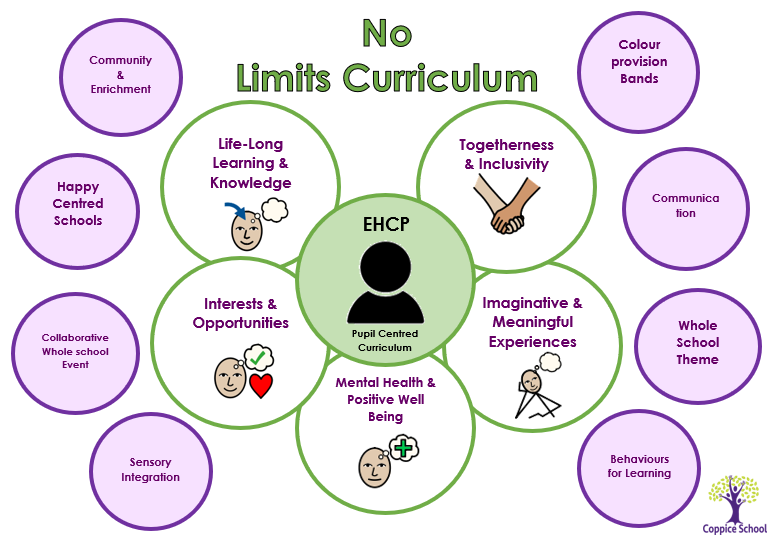 No
Limits Curriculum
Community
&
Enrichment
Colour
provision
Bands
Life-Long
Learning &
Knowledge
Togetherness
& Inclusivity
Happy
Centred
Schools
Communica
tion
EHCP
Pupil Centred
Curriculum
Interests &
Opportunities
Imaginative &
Meaningful
Experiences
Collaborative
Whole school
Event
Whole
School
Theme
Mental Health &
Positive Well
Being
Sensory
Integration
Behaviours
for Learning
Coppice School